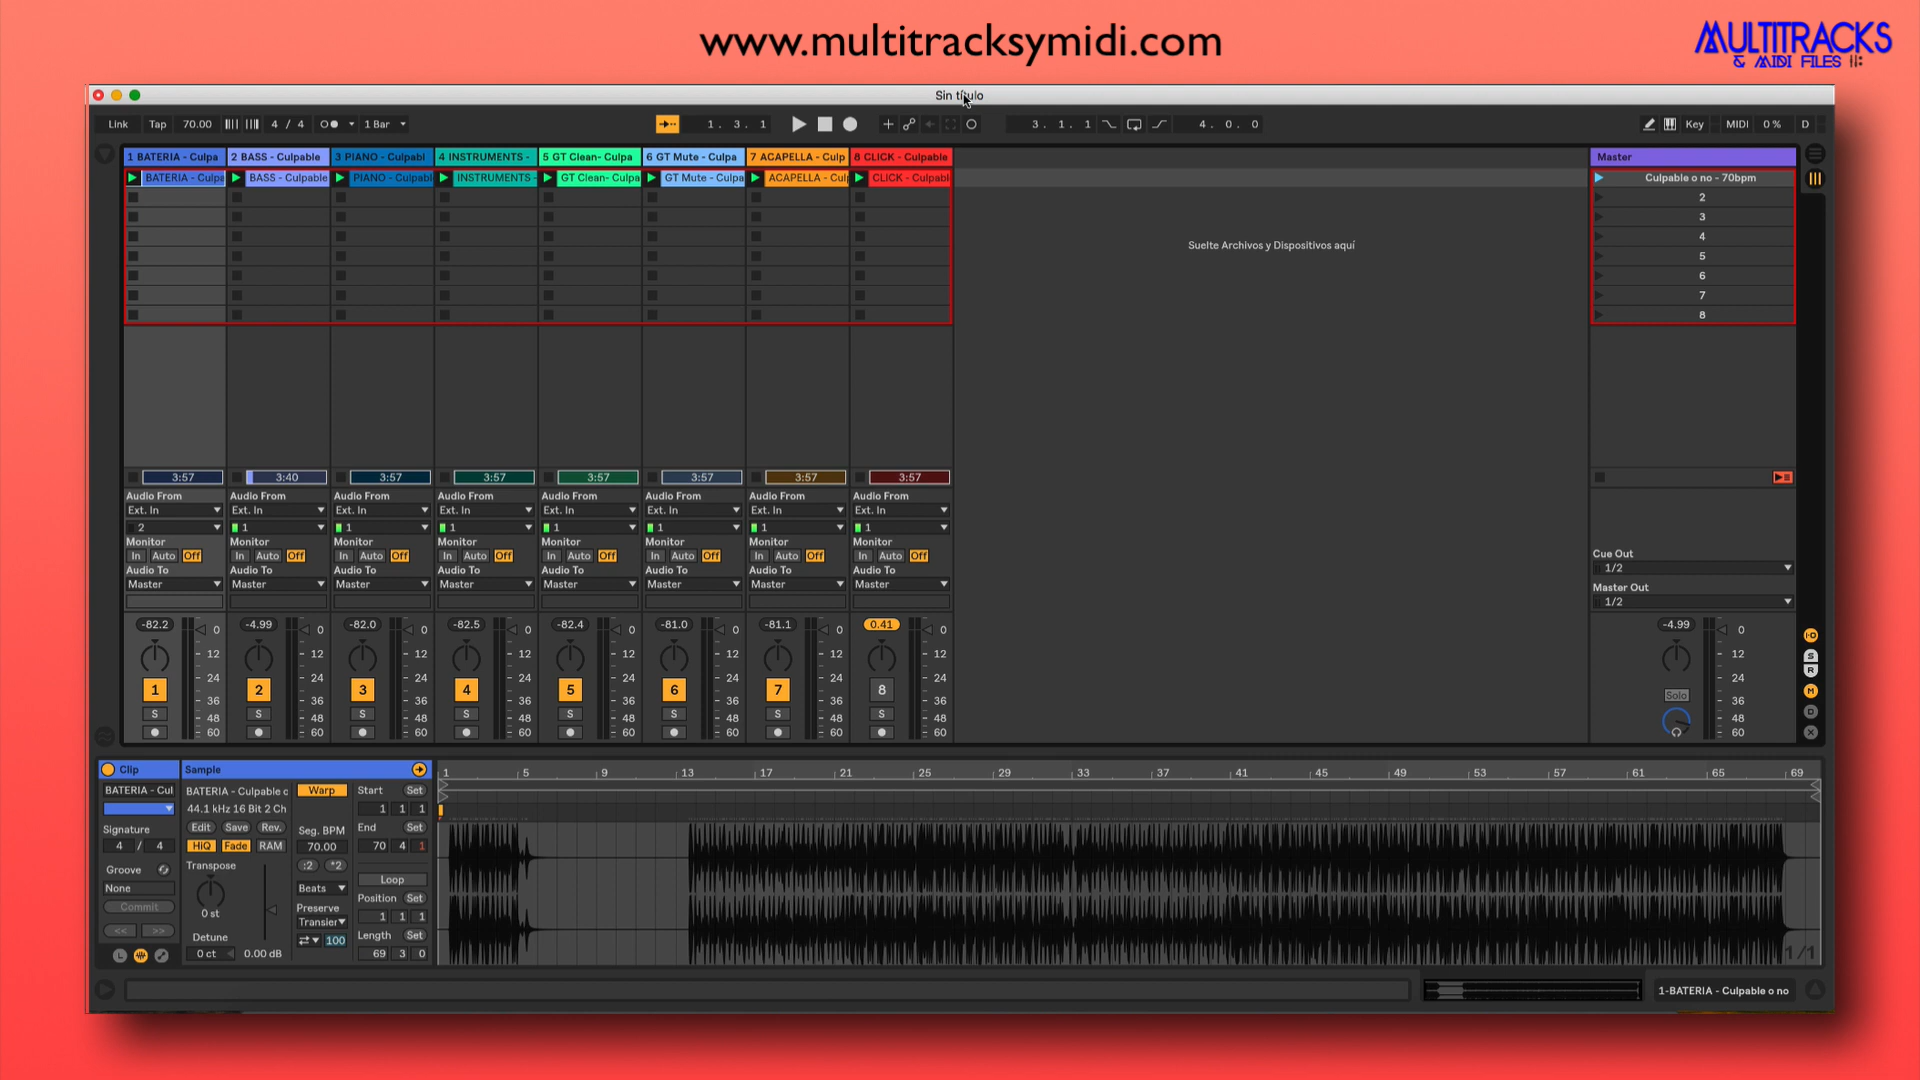 www.multitracksymidi.com
MULTITRACKS
& MIDI FILES
Sin título
Link Tap 70.00 4 / 4 1 Bar 1. 3. 1 3. 1. 1 4. 0. 0 Key MIDI 0 % D
1 BATERIA - Culpa 2 BASS - Culpable 3 PIANO - Culpabl 4 INSTRUMENTS - 5 GT Clean- Culpa 6 GT Mute - Culpa 7 ACAPELLA - Culp 8 CLICK - Culpable Master
BATERIA - Culpa BASS - Culpable PIANO - Culpabl INSTRUMENTS - GT Clean- Culpa GT Mute - Culpa ACAPELLA - Culp CLICK - Culpabl Culpable o no - 70bpm
2
3
4
5
6
7
8
Suelte Archivos y Dispositivos aquí
3:57 3:40 3:57 3:57 3:57 3:57 3:57 3:57
Audio From Audio From Audio From Audio From Audio From Audio From Audio From Audio From
Ext. In Ext. In Ext. In Ext. In Ext. In Ext. In Ext. In Ext. In
2 1 1 1 1 1 1 1
Monitor Monitor Monitor Monitor Monitor Monitor Monitor Monitor
In Auto Off In Auto Off In Auto Off In Auto Off In Auto Off In Auto Off In Auto Off In Auto Off
Audio To Audio To Audio To Audio To Audio To Audio To Audio To Audio To
Master Master Master Master Master Master Master Master
Cue Out
1/2
Master Out
1/2
-82.2 -4.99 -82.0 -82.5 -82.4 -81.0 -81.1 0.41 -4.99
0 0 0 0 0 0 0 0 0
12 12 12 12 12 12 12 12 12
24 24 24 24 24 24 24 24 24
1 2 3 4 5 6 7 8 Solo
36 36 36 36 36 36 36 36 36
S S S S S S S S
48 48 48 48 48 48 48 48 48
60 60 60 60 60 60 60 60 60
I·O
S
R
M
D
X
Clip
BATERIA - Cul
Signature
4 / 4
Groove
None
Commit
<< >>
L
Sample
BATERIA - Culpable c
44.1 kHz 16 Bit 2 Ch
Edit Save Rev.
HiQ Fade RAM
Transpose
0 st
Detune
0 ct 0.00 dB
Warp
Seg. BPM
70.00
:2 *2
Beats
Preserve
Transier
100
Start Set
1 1 1
End Set
70 4 1
Loop
Position Set
1 1 1
Length Set
69 3 0
1 5 9 13 17 21 25 29 33 37 41 45 49 53 57 61 65 69
1/1
1-BATERIA - Culpable o no